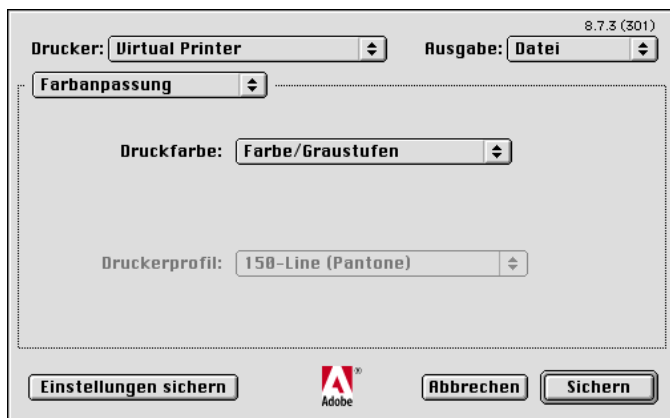 8.7.3 (301)
Drucker: Virtual Printer Ausgabe: Datei
Farbanpassung
Druckfarbe: Farbe/Graustufen
Druckerprofil: 150-Line (Pantone)
Einstellungen sichern Adobe ® Abbrechen Sichern